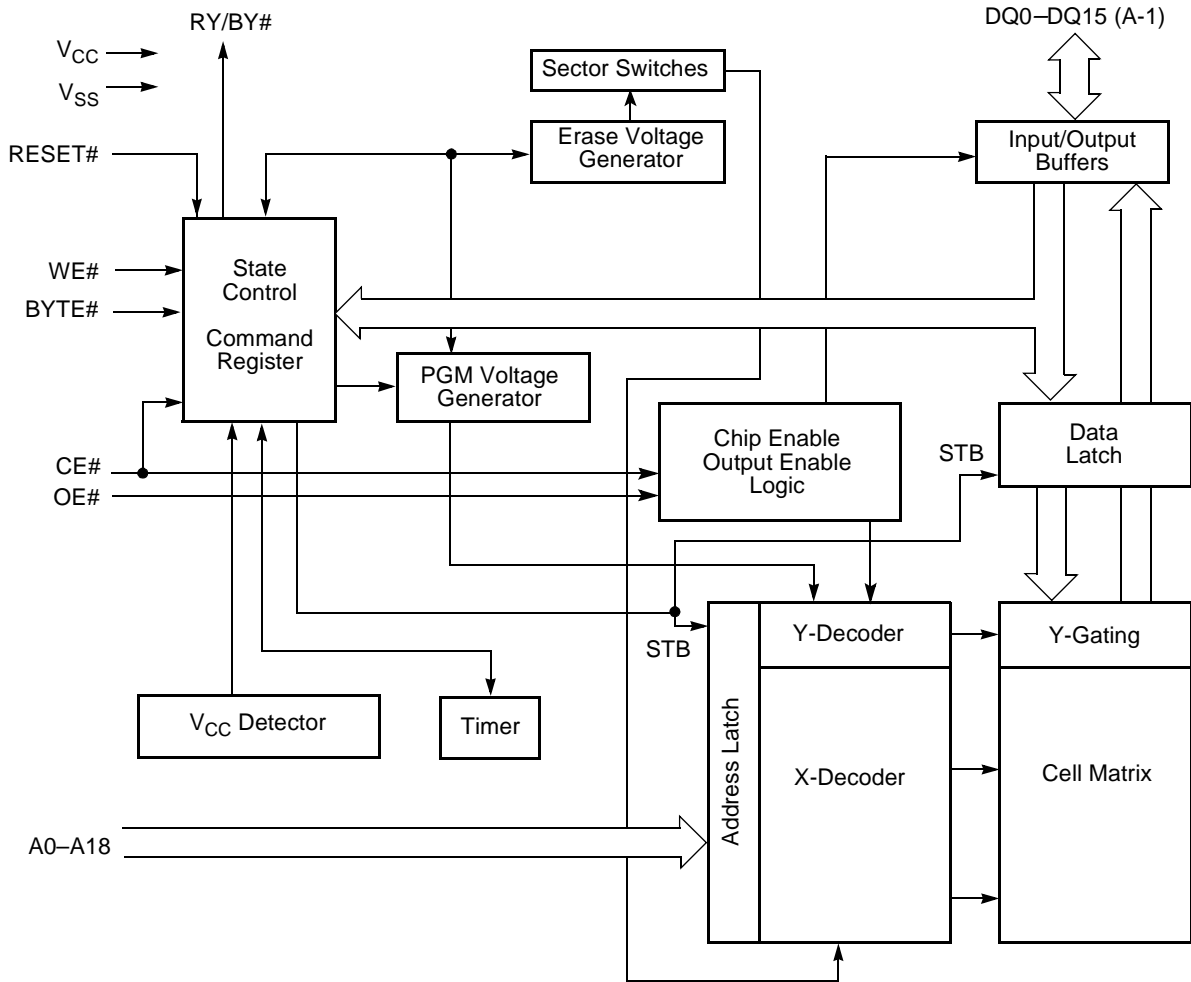 RY/BY#
DQ0–DQ15 (A-1)
VCC
VSS
Sector Switches
RESET#
Erase Voltage
Generator
Input/Output
Buffers
WE#
BYTE#
State
Control
Command
Register
PGM Voltage
Generator
Chip Enable
Output Enable
Logic
STB
Data
Latch
CE#
OE#
STB
Y-Decoder
Y-Gating
VCC Detector
Timer
Address Latch
X-Decoder
Cell Matrix
A0–A18